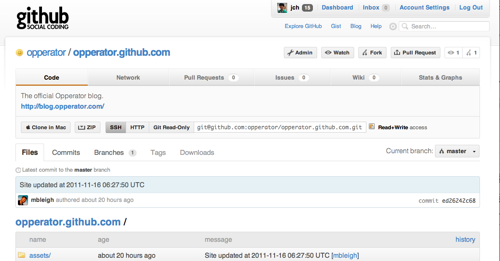 github
SOCIAL CODING
jch 15 Dashboard Inbox 0 Account Settings Log Out
Explore GitHub Gist Blog Help Search...
opperator / opperator.github.com
Admin Watch Fork Pull Request 1 1
Code Network Pull Requests 0 Issues 0 Wiki 0 Stats & Graphs
The official Opperator blog.
http://blog.opperator.com/
Clone in Mac ZIP SSH HTTP Git Read-Only git@github.com:opperator/opperator.github.com.git Read+Write access
Files Commits Branches 1 Tags Downloads Current branch: master
Latest commit to the master branch
Site updated at 2011-11-16 06:27:50 UTC
mbleigh authored about 20 hours ago commit ed26242c68
opperator.github.com /
name age message history
assets/ about 20 hours ago Site updated at 2011-11-16 06:27:50 UTC [mbleigh]